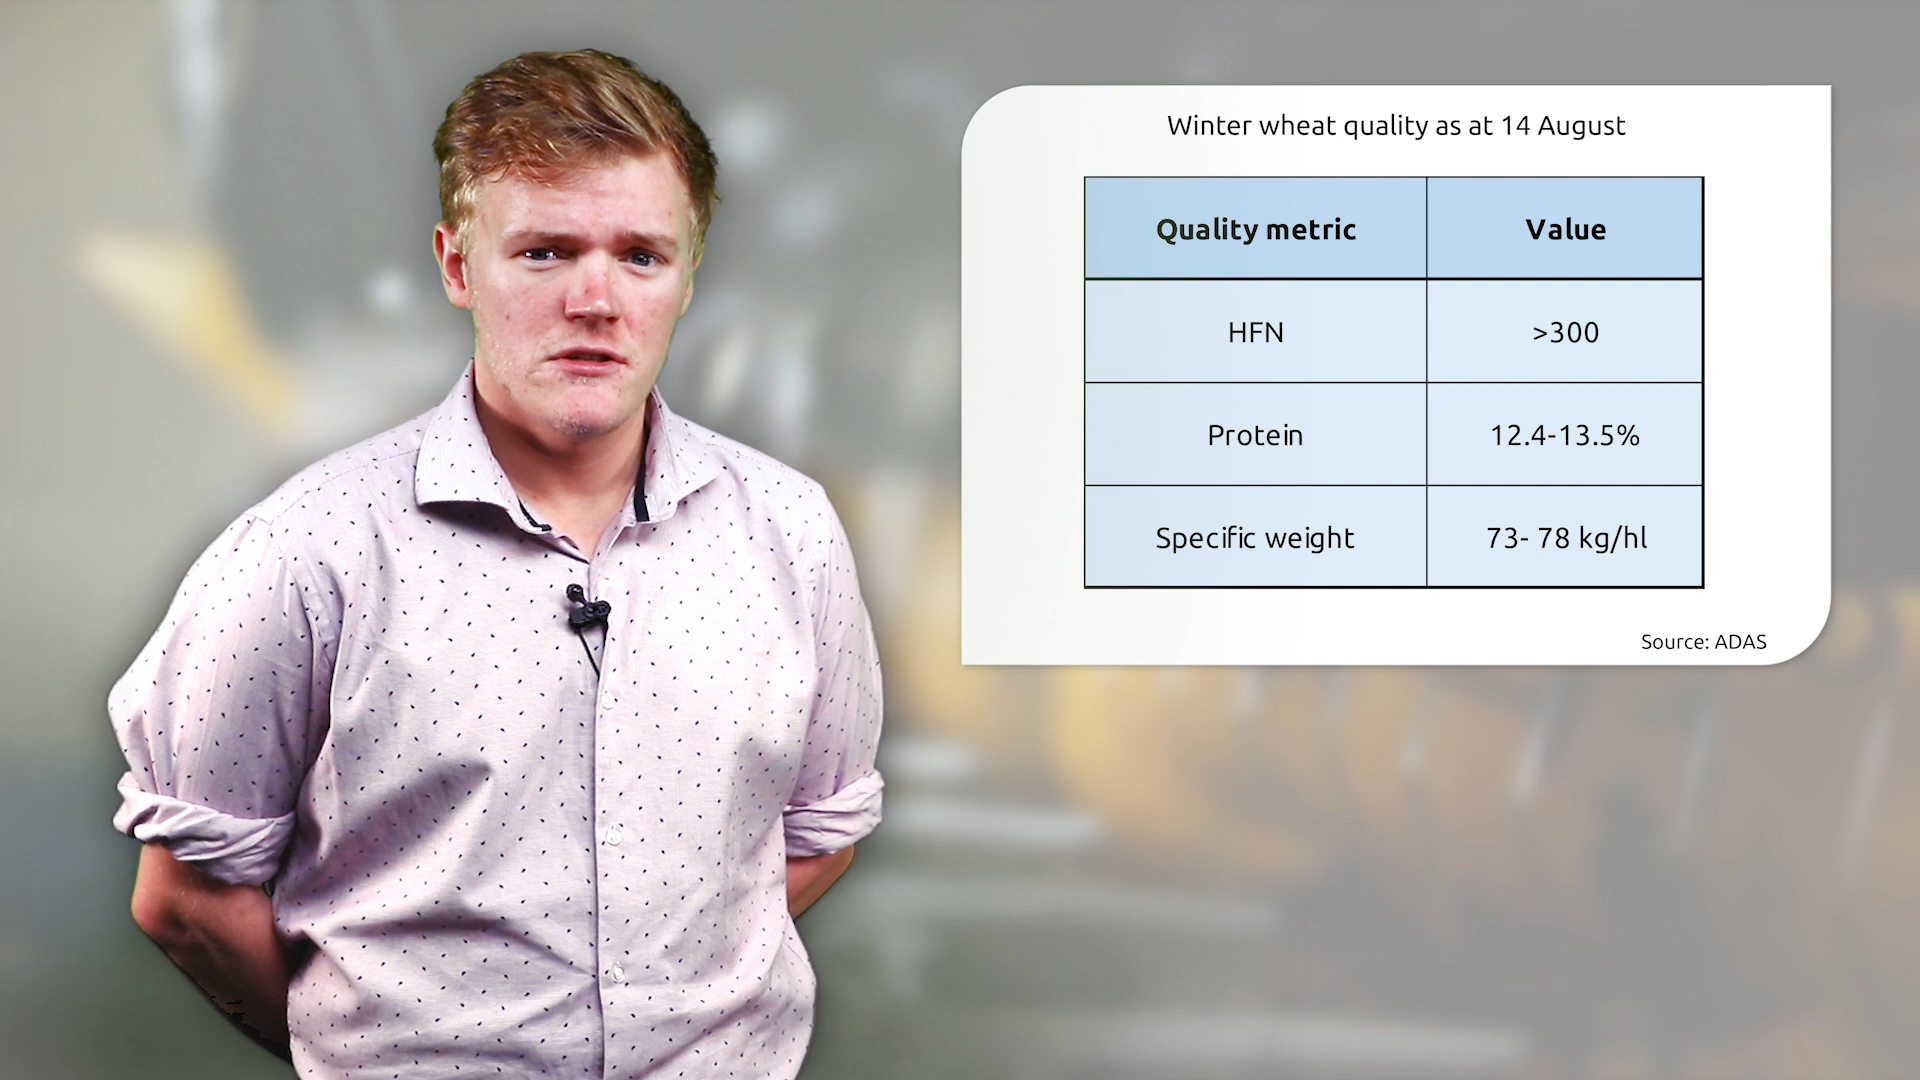 Winter wheat quality as at 14 August
Quality metric Value
HFN >300
Protein 12.4-13.5%
Specific weight 73- 78 kg/hl
Source: ADAS